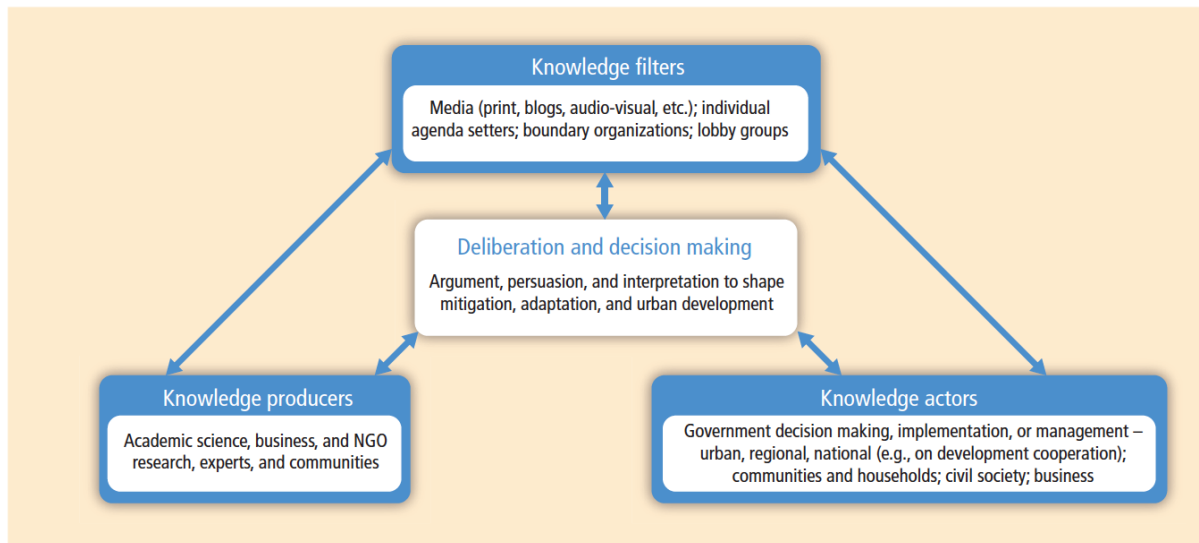 Knowledge filters
Media (print, blogs, audio-visual, etc.); individual
agenda setters; boundary organizations; lobby groups
Deliberation and decision making
Argument, persuasion, and interpretation to shape
mitigation, adaptation, and urban development
Knowledge producers
Academic science, business, and NGO
research, experts, and communities
Knowledge actors
Government decision making, implementation, or management –
urban, regional, national (e.g., on development cooperation);
communities and households; civil society; business